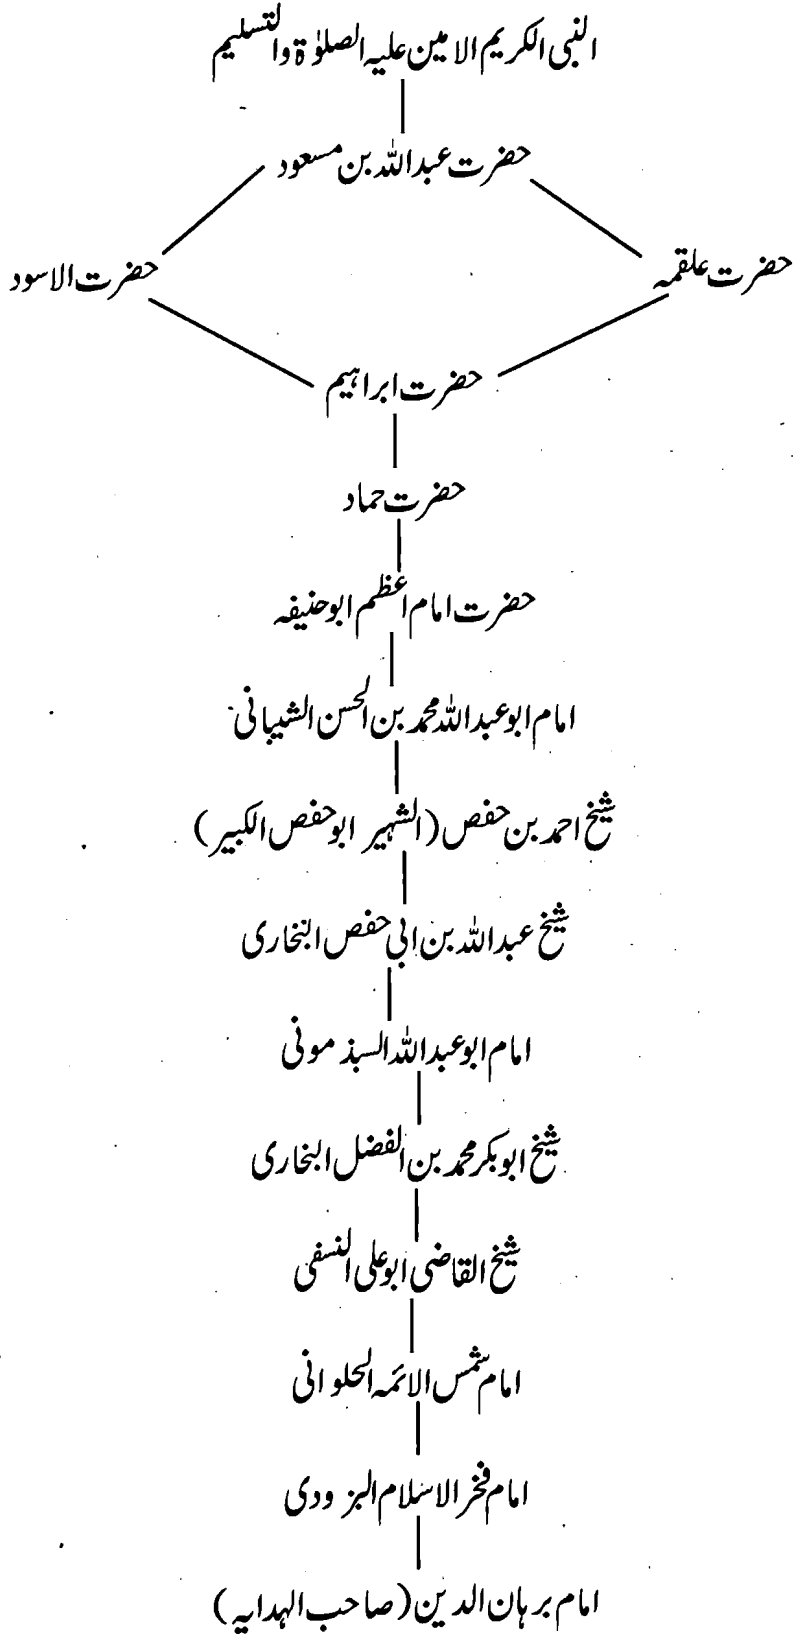 النبی الکریم الامین علیہ الصلوٰۃ والتسلیم
حضرت عبداللہ بن مسعود
حضرت علقمہ
حضرت الاسود
حضرت ابراہیم
حضرت حماد
حضرت امام اعظم ابوحنیفہ
امام ابوعبداللہ محمد بن الحسن الشیبانی
شیخ احمد بن حفص (الشہیر ابوحفص الکبیر)
شیخ عبداللہ بن ابی حفص البخاری
امام ابوعبداللہ السبذ مونی
شیخ ابوبکر محمد بن الفضل البخاری
شیخ القاضی ابوعلی النسفی
امام شمس الائمہ الحلوانی
امام فخر الاسلام البزودی
امام برہان الدین (صاحب الہدایہ)